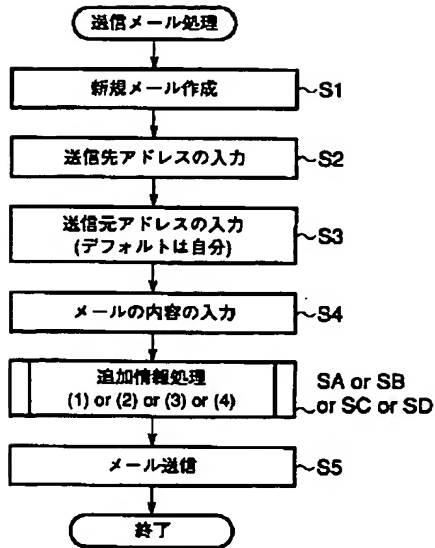 送信メール処理
新規メール作成
S1
送信先アドレスの入力
S2
送信元アドレスの入力
(デフォルトは自分)
S3
メールの内容の入力
S4
追加情報処理
(1) or (2) or (3) or (4)
SA or SB
or SC or SD
メール送信
S5
終了